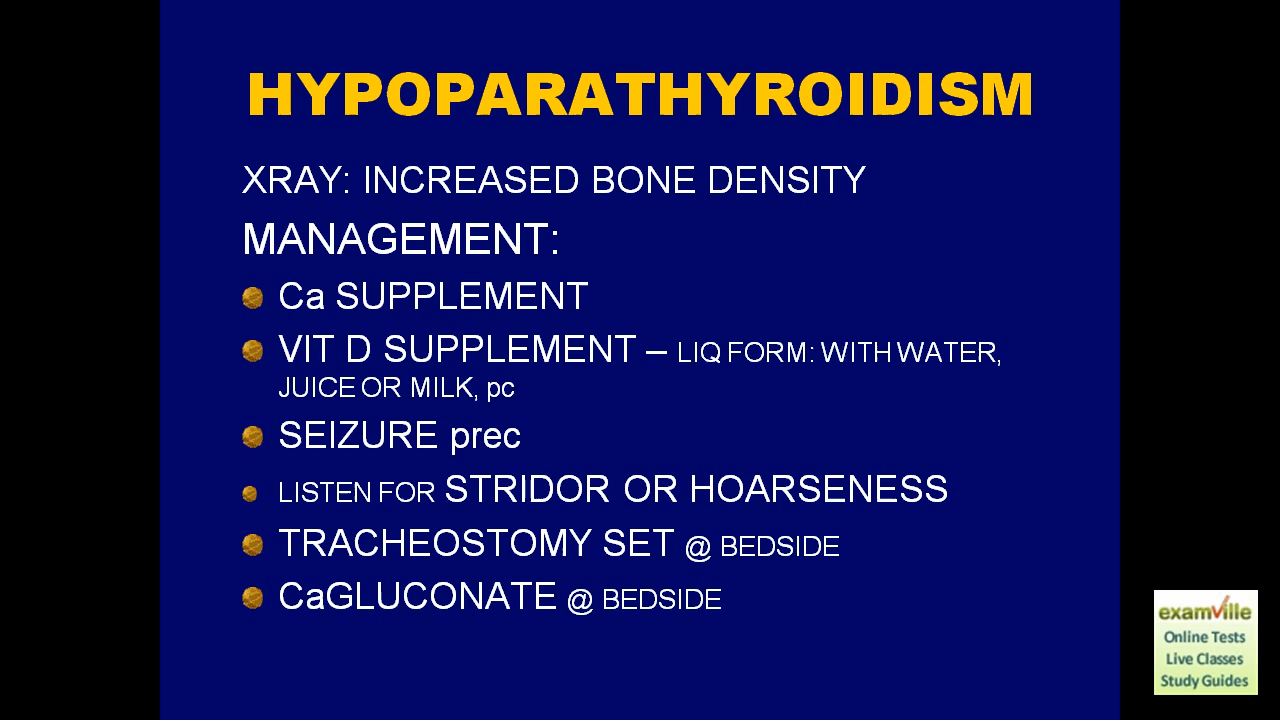 HYPOPARATHYROIDISM
XRAY: INCREASED BONE DENSITY
MANAGEMENT:
Ca SUPPLEMENT
VIT D SUPPLEMENT – LIQ FORM: WITH WATER,
JUICE OR MILK, pc
SEIZURE prec
LISTEN FOR STRIDOR OR HOARSENESS
TRACHEOSTOMY SET @ BEDSIDE
CaGLUCONATE @ BEDSIDE
examville
Online Tests
Live Classes
Study Guides